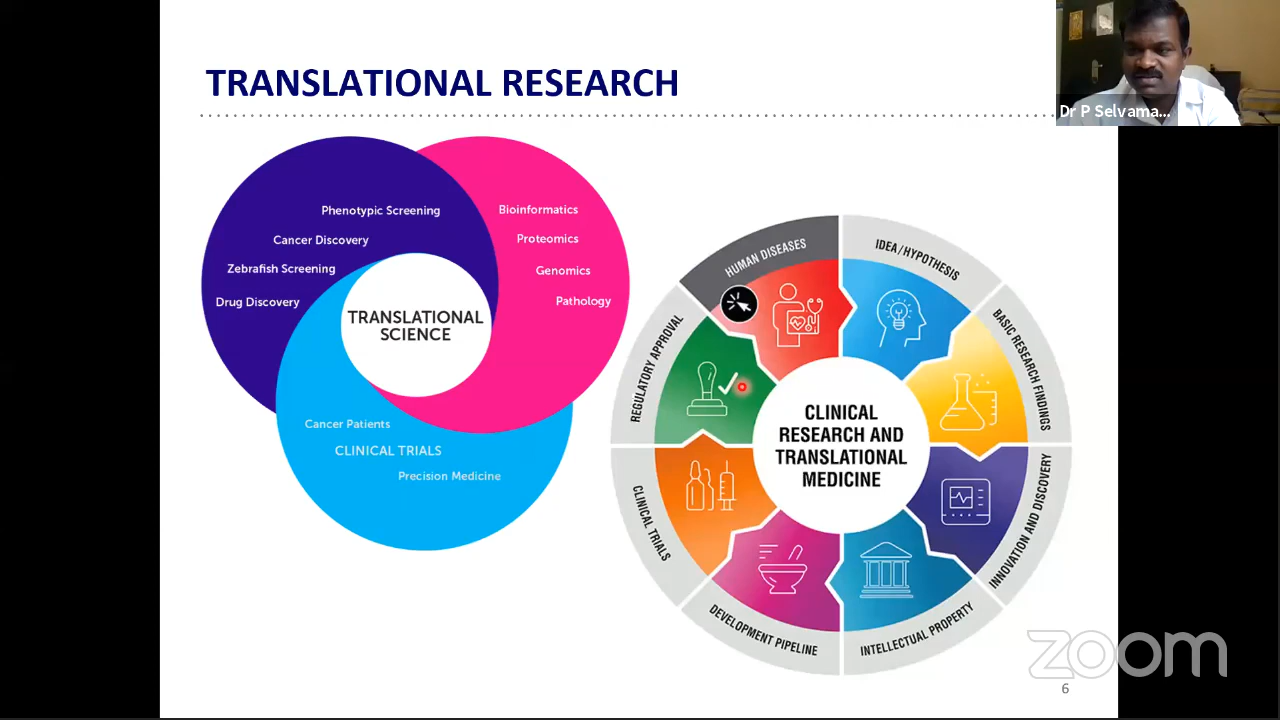 TRANSLATIONAL RESEARCH
Dr P Selvama...
Phenotypic Screening
Cancer Discovery
Zebrafish Screening
Drug Discovery
Bioinformatics
Proteomics
Genomics
Pathology
TRANSLATIONAL
SCIENCE
Cancer Patients
CLINICAL TRIALS
Precision Medicine
HUMAN DISEASES
IDEA/HYPOTHESIS
BASIC RESEARCH FINDINGS
INNOVATION AND DISCOVERY
INTELLECTUAL PROPERTY
DEVELOPMENT PIPELINE
CLINICAL TRIALS
REGULATORY APPROVAL
CLINICAL
RESEARCH AND
TRANSLATIONAL
MEDICINE
zoom
6